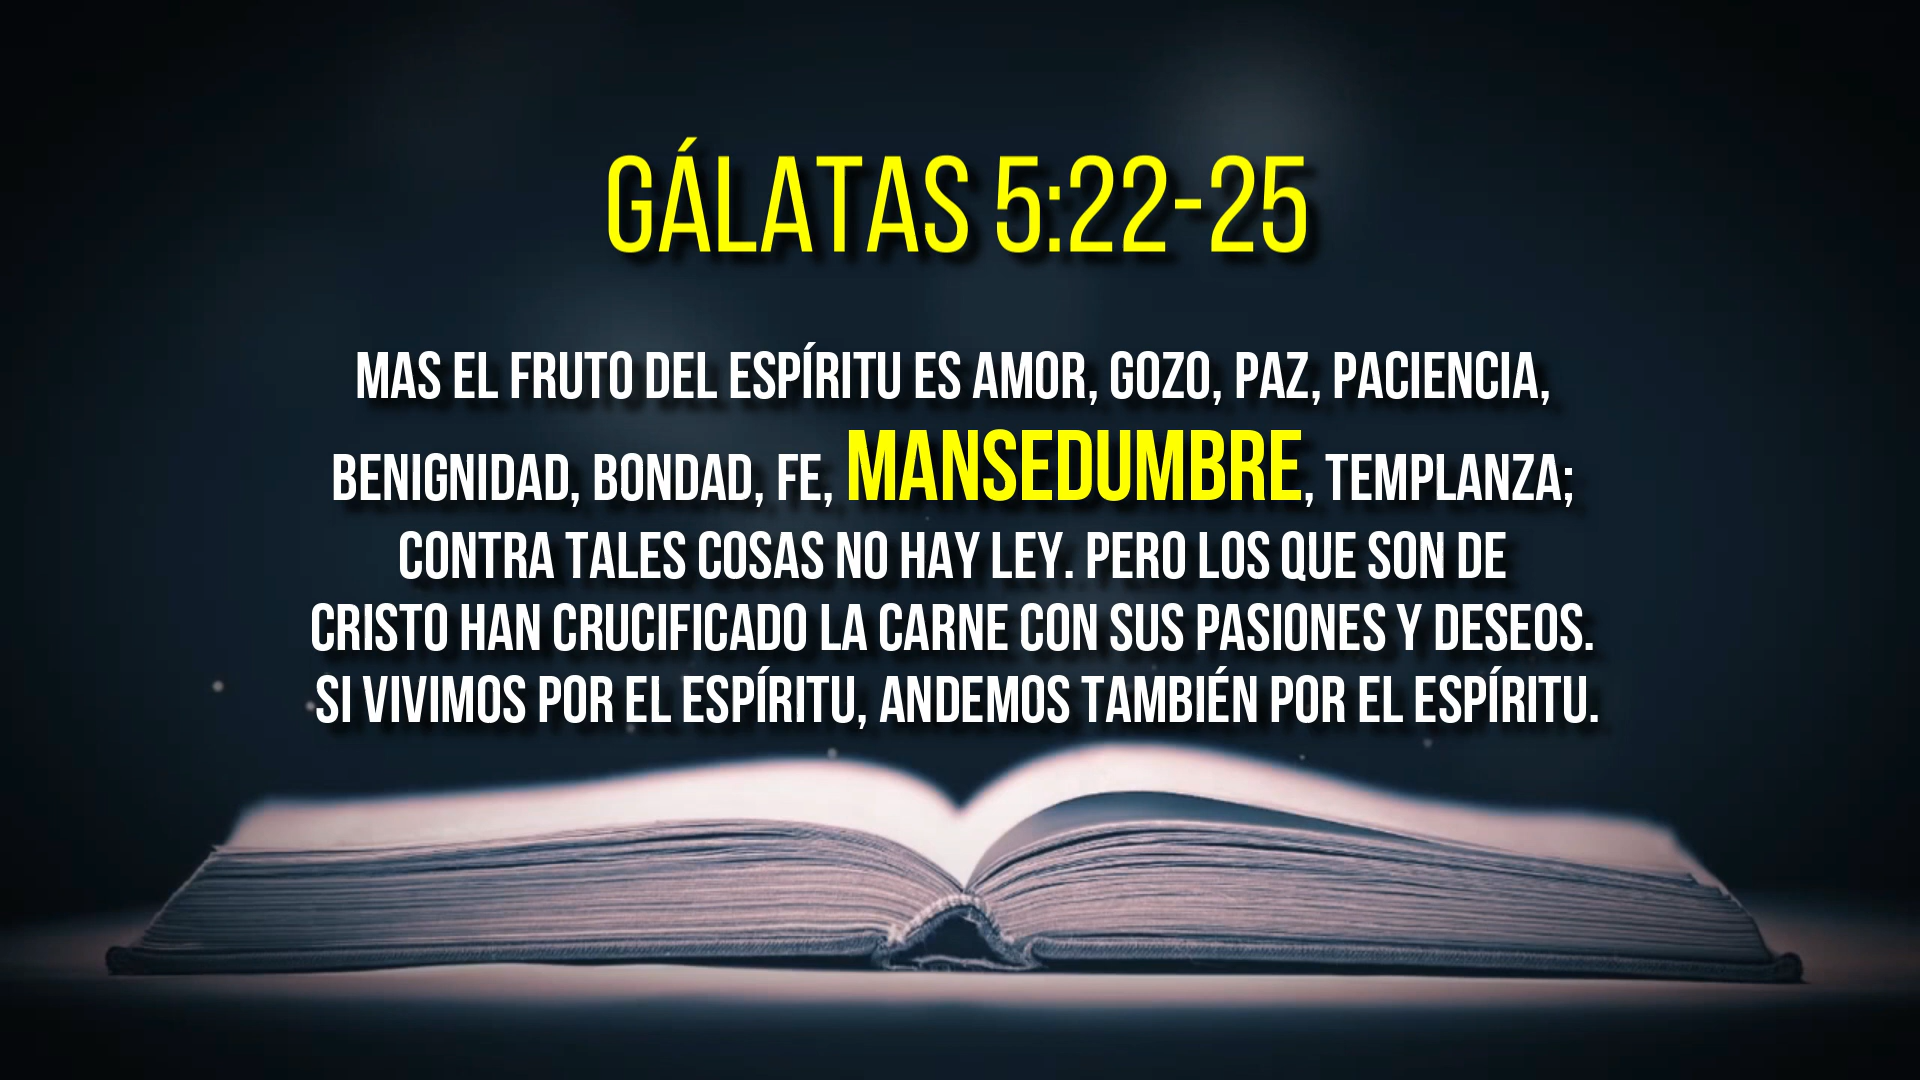 GÁLATAS 5:22-25
MAS EL FRUTO DEL ESPÍRITU ES AMOR, GOZO, PAZ, PACIENCIA,
BENIGNIDAD, BONDAD, FE, MANSEDUMBRE, TEMPLANZA;
CONTRA TALES COSAS NO HAY LEY. PERO LOS QUE SON DE
CRISTO HAN CRUCIFICADO LA CARNE CON SUS PASIONES Y DESEOS.
SI VIVIMOS POR EL ESPÍRITU, ANDEMOS TAMBIÉN POR EL ESPÍRITU.